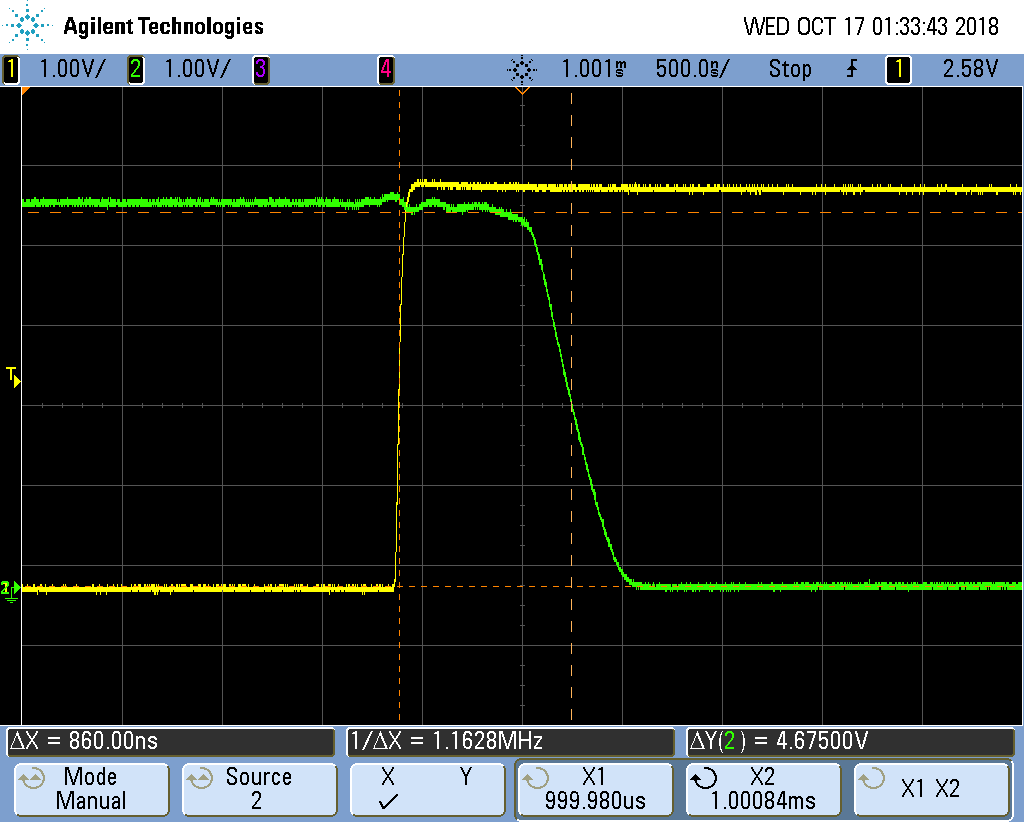 Agilent Technologies WED OCT 17 01:33:43 2018
1 1.00V/ 2 1.00V/ 3 4 1.001ms 500.0ns/ Stop 1 2.58V
T
2
ΔX = 860.00ns 1/ΔX = 1.1628MHz ΔY(2) = 4.67500V
Mode Source X Y X1 X2 X1 X2
Manual 2 ✓ 999.980us 1.00084ms